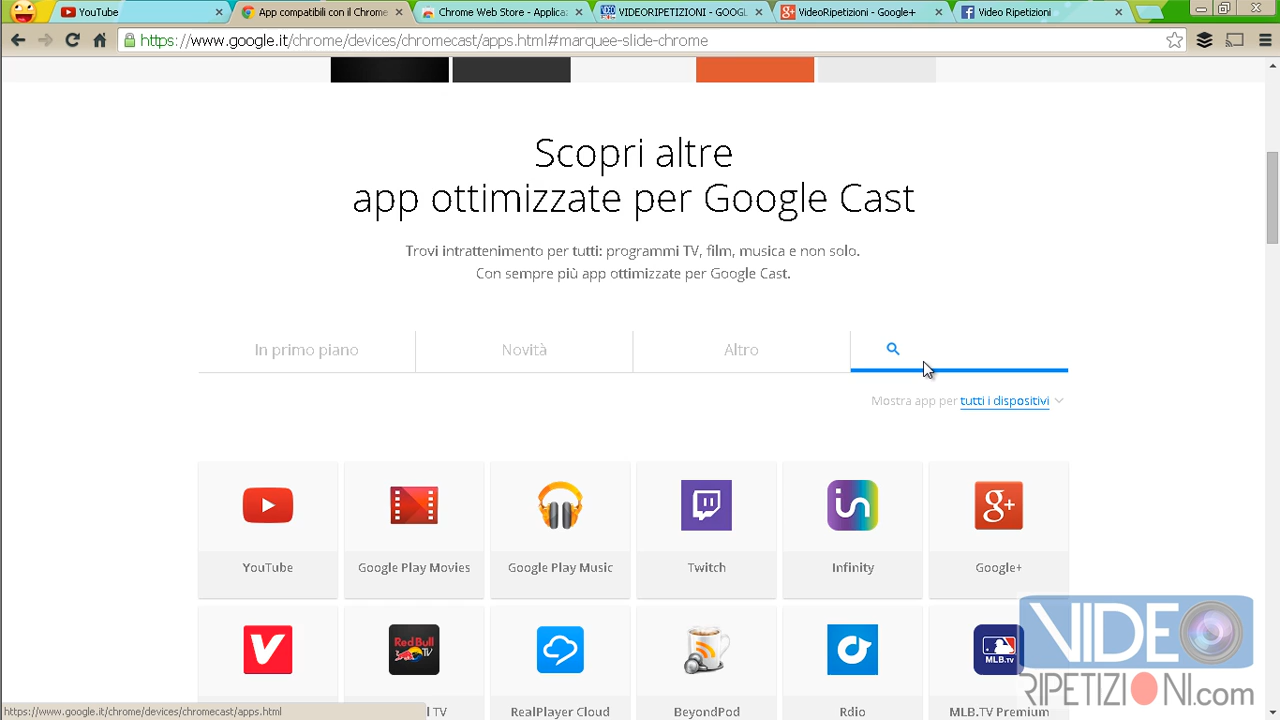 YouTube
App compatibili con il Chrome
Chrome Web Store - Applica
VIDEORIPETIZIONI - GOOGL
VideoRipetizioni - Google+
Video Ripetizioni
https://www.google.it/chrome/devices/chromecast/apps.html#marquee-slide-chrome
Scopri altre
app ottimizzate per Google Cast
Trovi intrattenimento per tutti: programmi TV, film, musica e non solo.
Con sempre più app ottimizzate per Google Cast.
In primo piano
Novità
Altro
Mostra app per tutti i dispositivi
YouTube
Google Play Movies
Google Play Music
Twitch
in
Infinity
g+
Google+
V
Red Bull
TV
MLB.tv
l TV
RealPlayer Cloud
BeyondPod
Rdio
MLB.TV Premium
https://www.google.it/chrome/devices/chromecast/apps.html
VIDEO
RIPETIZIONI.com